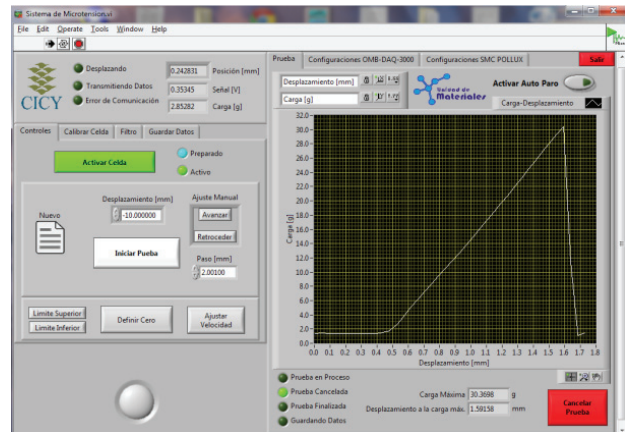 Sistema de Microtension.vi
File Edit Operate Tools Window Help
CICY
Desplazando
Transmitiendo Datos
Error de Comunicación
0.242831 Posición [mm]
0.35345 Señal [V]
2.85282 Carga [g]
Controles Calibrar Celda Filtro Guardar Datos
Activar Celda
Preparado
Activo
Nuevo
Desplazamiento [mm]
-10.000000
Iniciar Pueba
Ajuste Manual
Avanzar
Retroceder
Paso [mm]
2.00100
Limite Superior
Limite Inferior
Definir Cero
Ajustar
Velocidad
Prueba Configuraciones OMB-DAQ-3000 Configuraciones SMC POLLUX
Salir
Desplazamiento [mm]
Carga [g]
Unidad de
Materiales
Activar Auto Paro
Carga-Desplazamiento
32.0
30.0
28.0
26.0
24.0
22.0
20.0
18.0
16.0
14.0
12.0
10.0
8.0
6.0
4.0
2.0
0.0
Carga [g]
0.0 0.1 0.2 0.3 0.4 0.5 0.6 0.7 0.8 0.9 1.0 1.1 1.2 1.3 1.4 1.5 1.6 1.7 1.8
Desplazamiento [mm]
Prueba en Proceso
Prueba Cancelada
Prueba Finalizada
Guardando Datos
Carga Máxima 30.3698 g
Desplazamiento a la carga máx. 1.59158 mm
Cancelar
Prueba